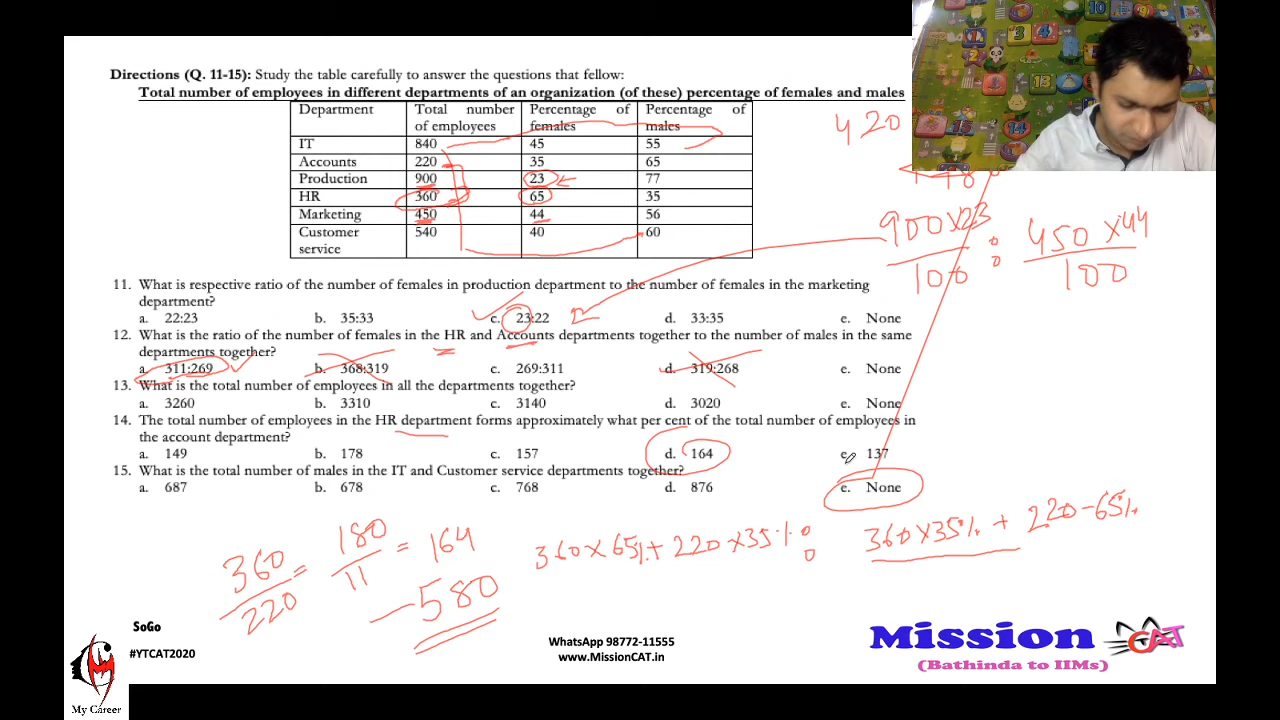 Directions (Q. 11-15): Study the table carefully to answer the questions that fellow:
Total number of employees in different departments of an organization (of these) percentage of females and males
Department Total number of employees Percentage of females Percentage of males
IT 840 45 55
Accounts 220 35 65
Production 900 23 77
HR 360 65 35
Marketing 450 44 56
Customer service 540 40 60
420
900×23
100
:
450×44
100
11. What is respective ratio of the number of females in production department to the number of females in the marketing
department?
a. 22:23 b. 35:33 c. 23:22 d. 33:35 e. None
12. What is the ratio of the number of females in the HR and Accounts departments together to the number of males in the same
departments together?
a. 311:269 b. 368:319 c. 269:311 d. 319:268 e. None
13. What is the total number of employees in all the departments together?
a. 3260 b. 3310 c. 3140 d. 3020 e. None
14. The total number of employees in the HR department forms approximately what per cent of the total number of employees in
the account department?
a. 149 b. 178 c. 157 d. 164 e. 137
15. What is the total number of males in the IT and Customer service departments together?
a. 687 b. 678 c. 768 d. 876 e. None
360/220 = 180/11 = 164
580
360×65%+220×35% : 360×35% + 220-65%
SoGo
#YTCAT2020
My Career
WhatsApp 98772-11555
www.MissionCAT.in
Mission CAT
(Bathinda to IIMs)